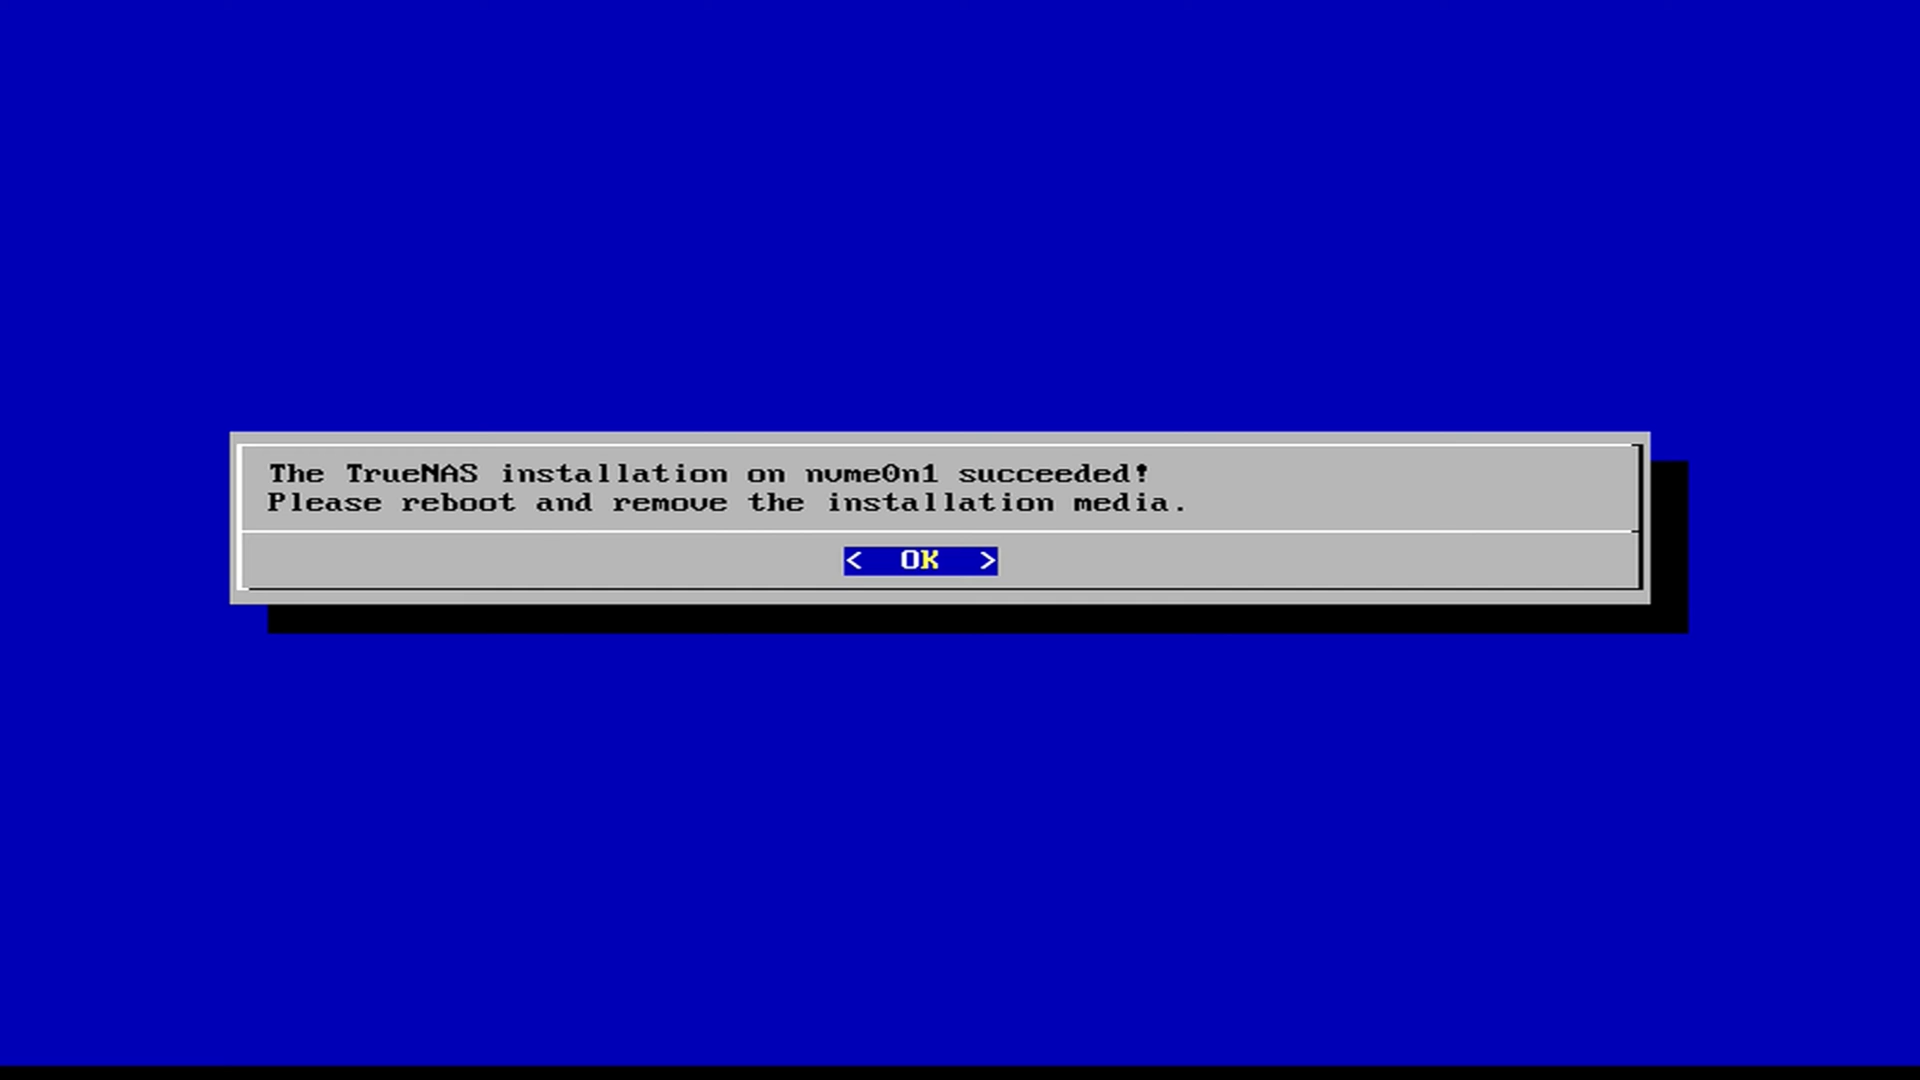 The TrueNAS installation on nvme0n1 succeeded!
Please reboot and remove the installation media.
<  OK  >